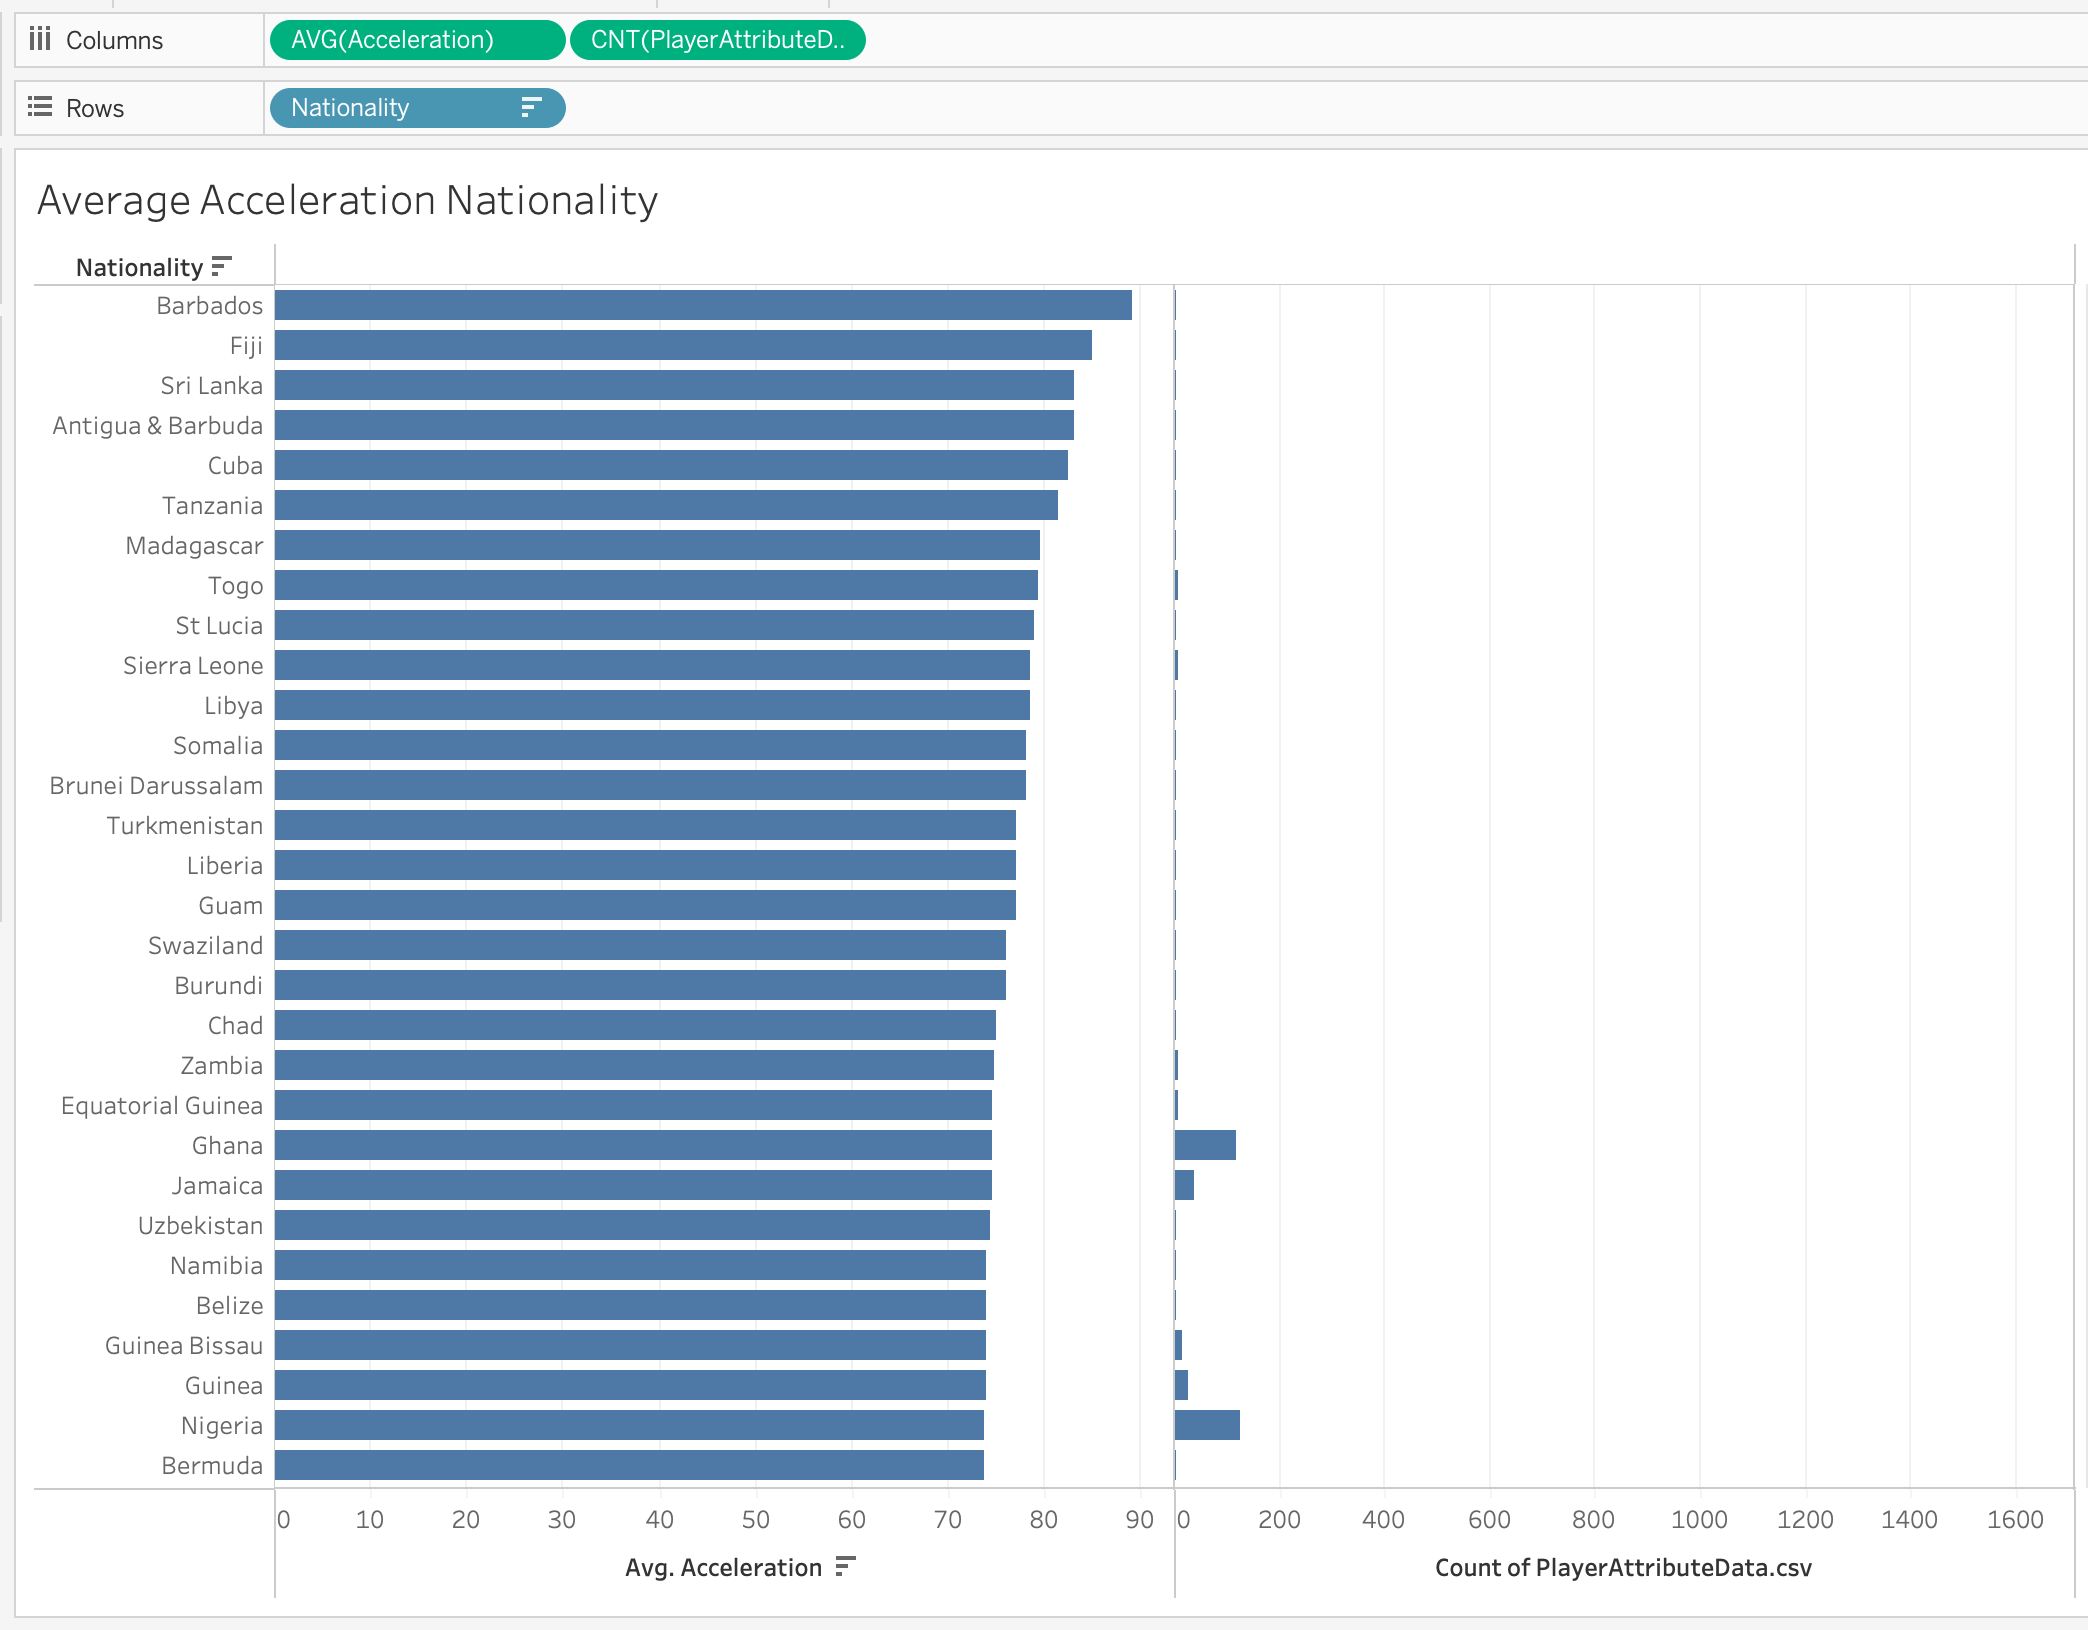 Columns AVG(Acceleration) CNT(PlayerAttributeD..
Rows Nationality
Average Acceleration Nationality
Nationality
Barbados
Fiji
Sri Lanka
Antigua & Barbuda
Cuba
Tanzania
Madagascar
Togo
St Lucia
Sierra Leone
Libya
Somalia
Brunei Darussalam
Turkmenistan
Liberia
Guam
Swaziland
Burundi
Chad
Zambia
Equatorial Guinea
Ghana
Jamaica
Uzbekistan
Namibia
Belize
Guinea Bissau
Guinea
Nigeria
Bermuda
0 10 20 30 40 50 60 70 80 90 0 200 400 600 800 1000 1200 1400 1600
Avg. Acceleration Count of PlayerAttributeData.csv